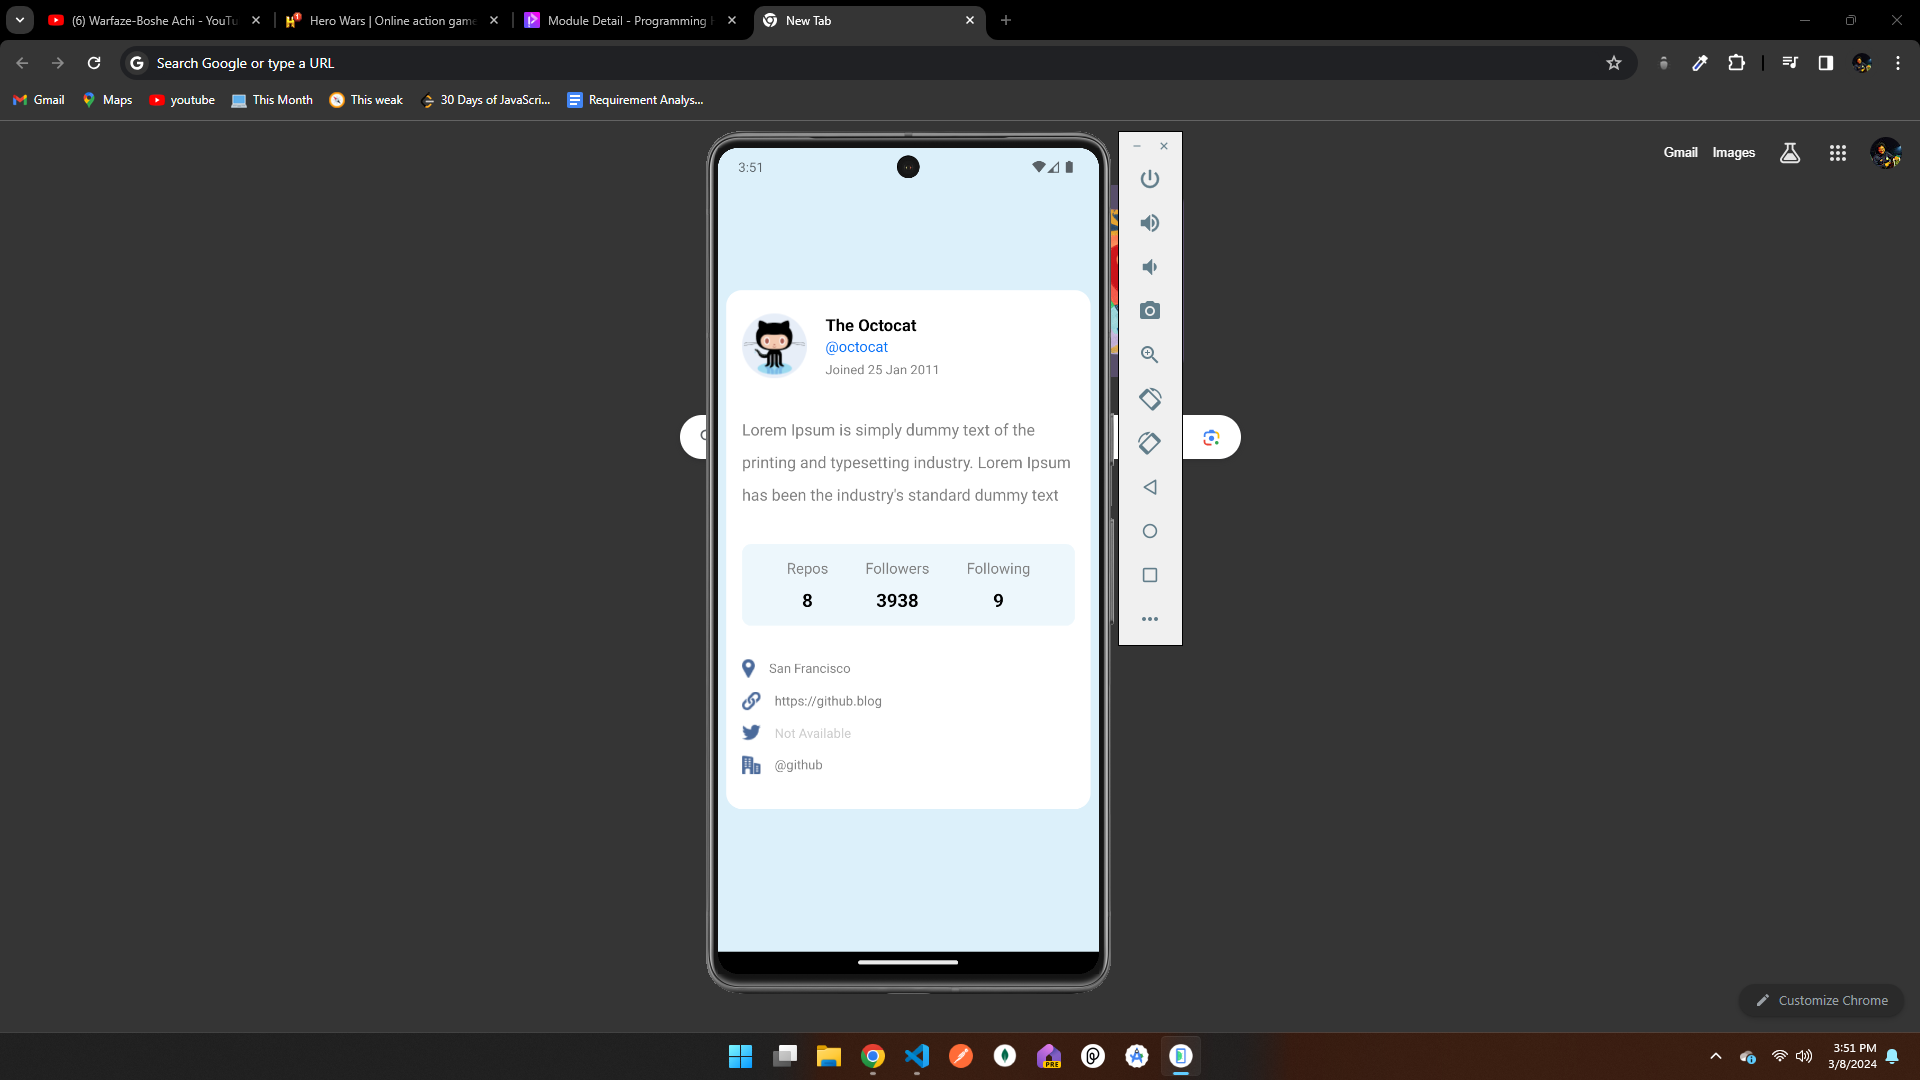 (6) Warfaze-Boshe Achi - YouTu
Hero Wars | Online action game
Module Detail - Programming H
New Tab
Search Google or type a URL
Gmail
Maps
youtube
This Month
This weak
30 Days of JavaScri...
Requirement Analys...
Gmail
Images
3:51
The Octocat
@octocat
Joined 25 Jan 2011
Lorem Ipsum is simply dummy text of the
printing and typesetting industry. Lorem Ipsum
has been the industry's standard dummy text
Repos
Followers
Following
8
3938
9
San Francisco
https://github.blog
Not Available
@github
Customize Chrome
PRE
3:51 PM
3/8/2024